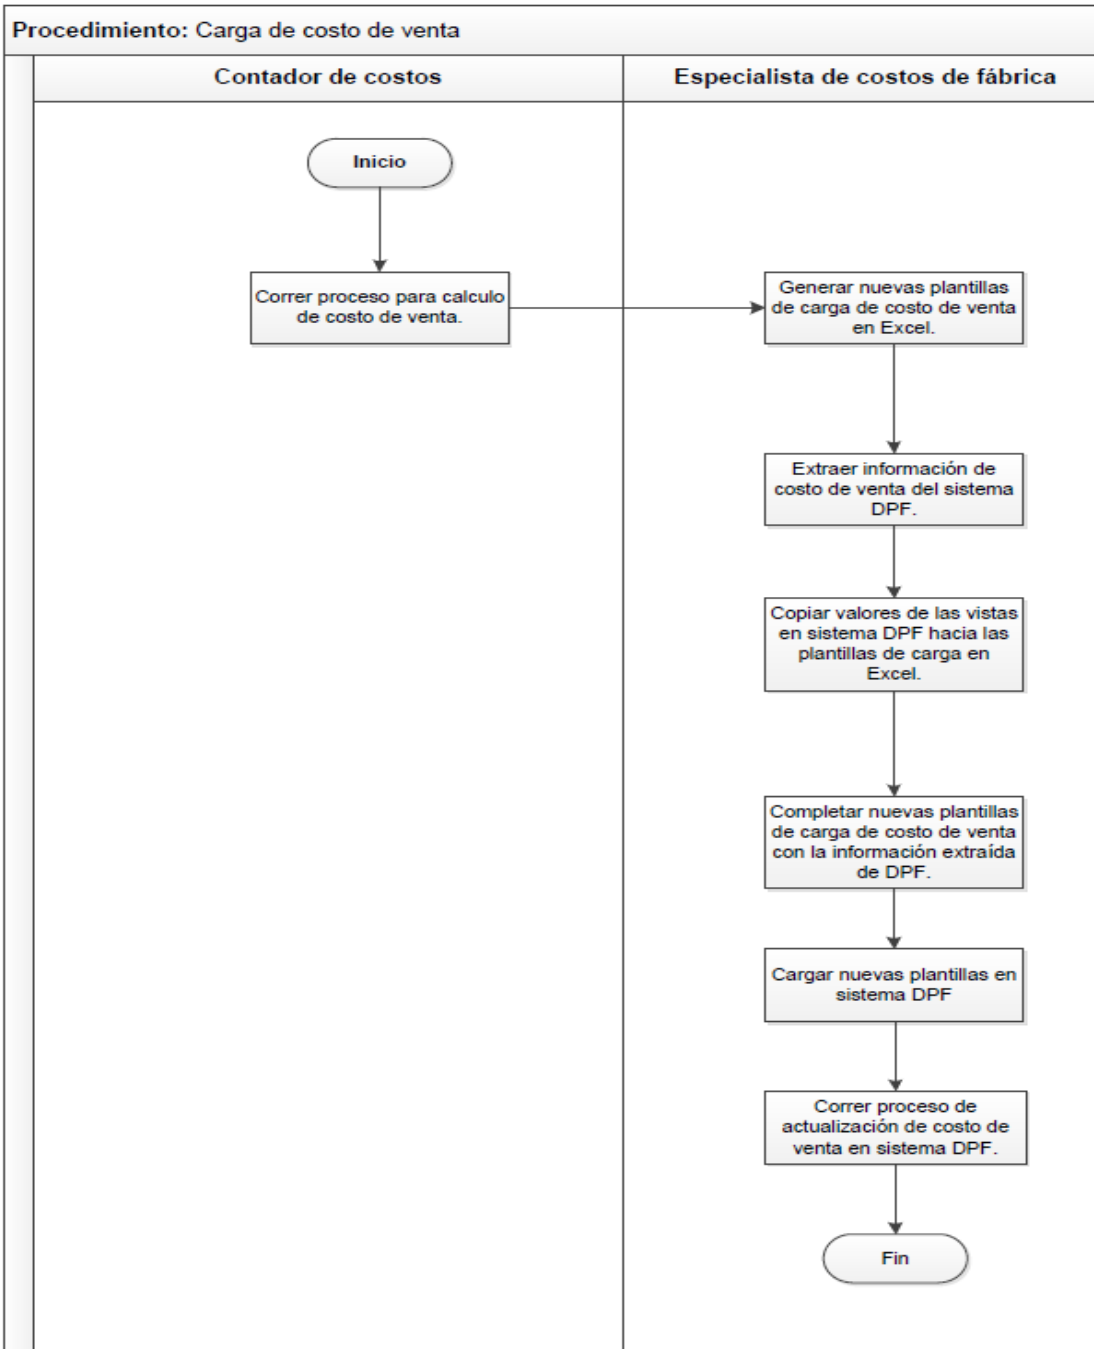 Procedimiento: Carga de costo de venta
Contador de costos
Especialista de costos de fábrica
Inicio
Correr proceso para calculo
de costo de venta.
Generar nuevas plantillas
de carga de costo de venta
en Excel.
Extraer información de
costo de venta del sistema
DPF.
Copiar valores de las vistas
en sistema DPF hacia las
plantillas de carga en
Excel.
Completar nuevas plantillas
de carga de costo de venta
con la información extraída
de DPF.
Cargar nuevas plantillas en
sistema DPF
Correr proceso de
actualización de costo de
venta en sistema DPF.
Fin